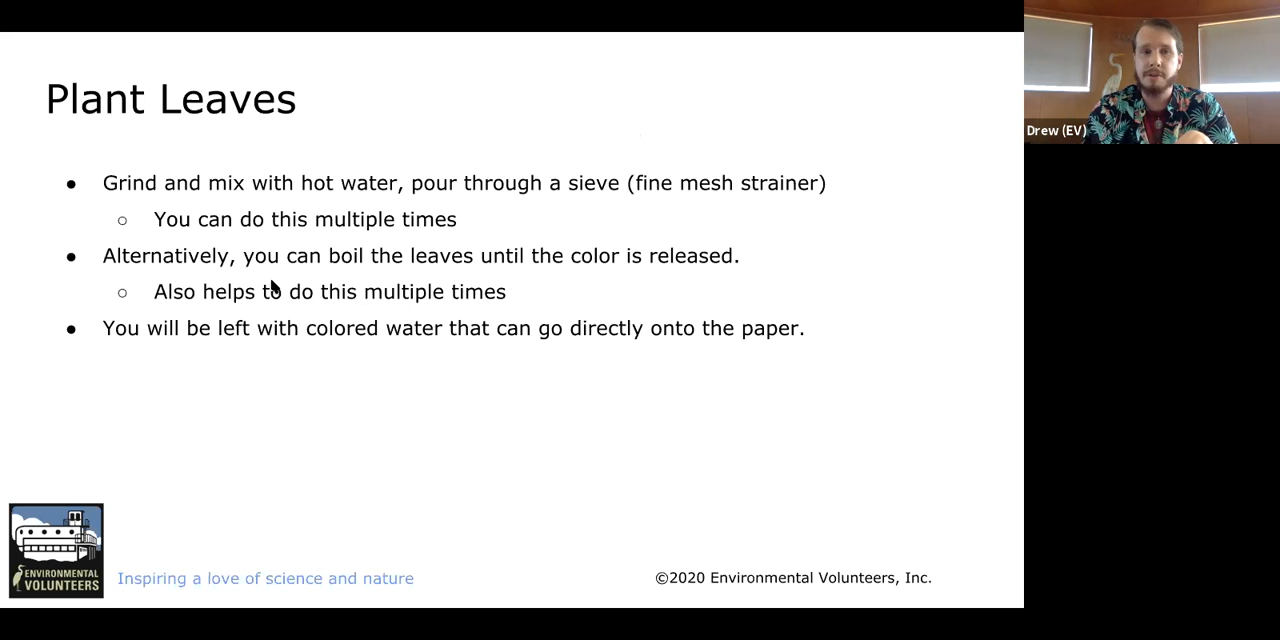 Plant Leaves
● Grind and mix with hot water, pour through a sieve (fine mesh strainer)
○ You can do this multiple times
● Alternatively, you can boil the leaves until the color is released.
○ Also helps to do this multiple times
● You will be left with colored water that can go directly onto the paper.
ENVIRONMENTAL
VOLUNTEERS
Inspiring a love of science and nature
©2020 Environmental Volunteers, Inc.
Drew (EV)